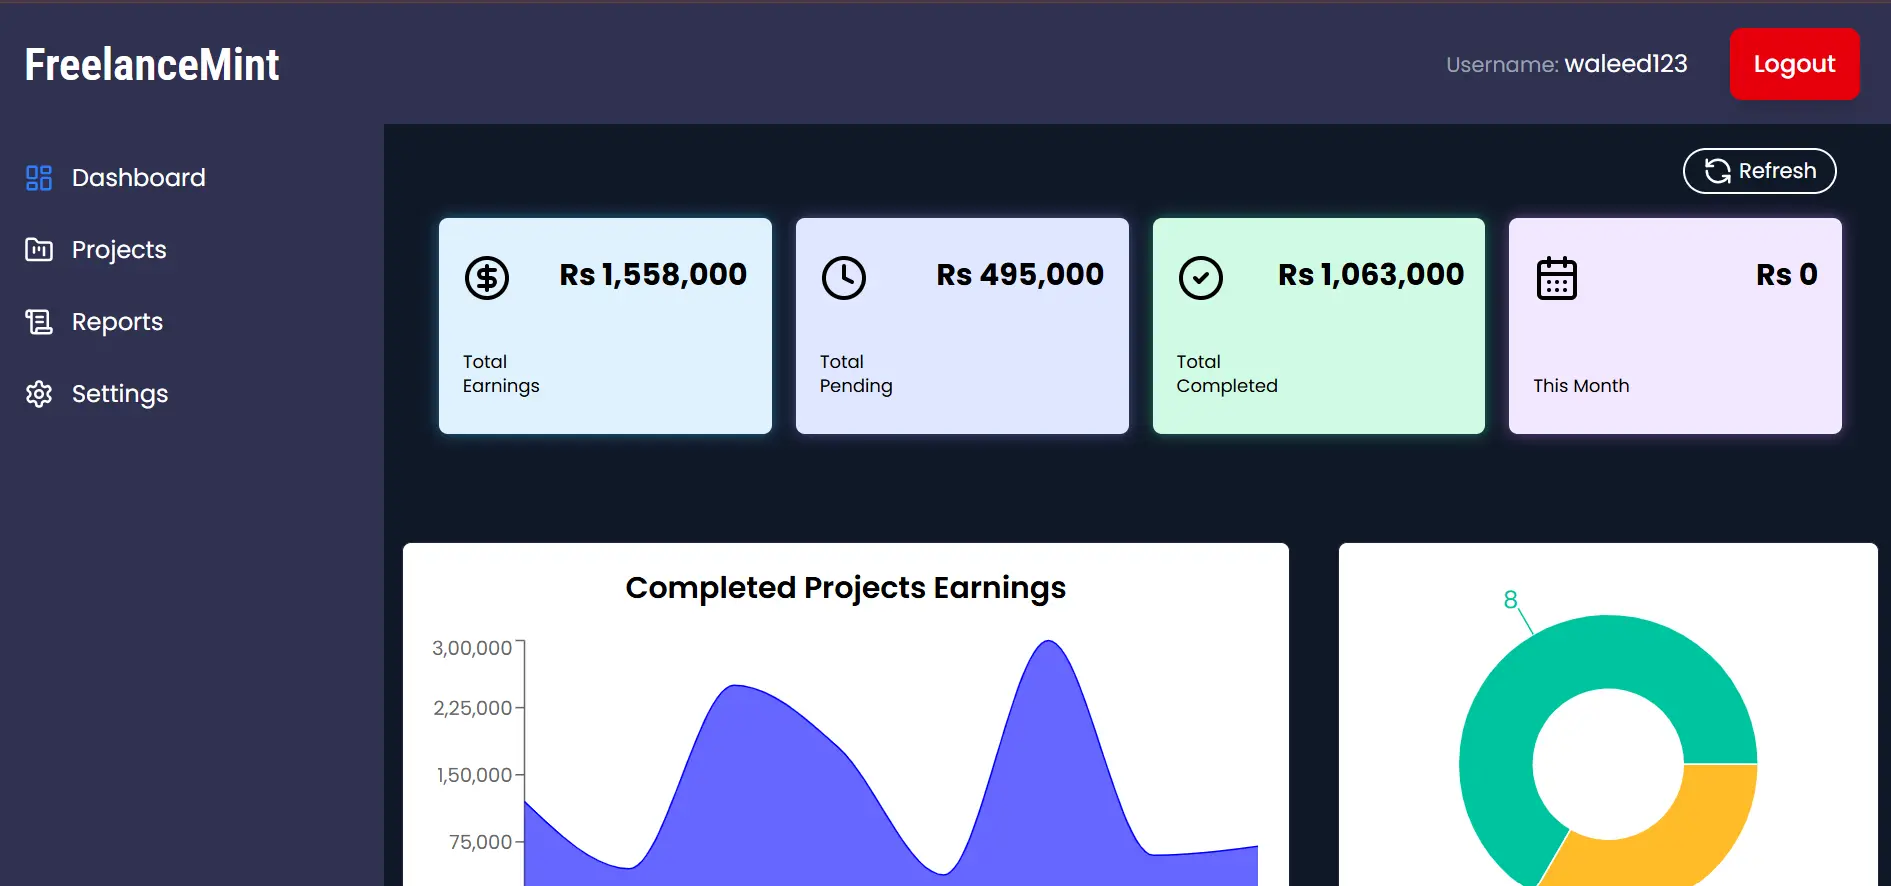 FreelanceMint
Username: waleed123
Logout
Dashboard
Projects
Reports
Settings
Refresh
Rs 1,558,000
Total
Earnings
Rs 495,000
Total
Pending
Rs 1,063,000
Total
Completed
Rs 0
This Month
Completed Projects Earnings
3,00,000
2,25,000
1,50,000
75,000
8